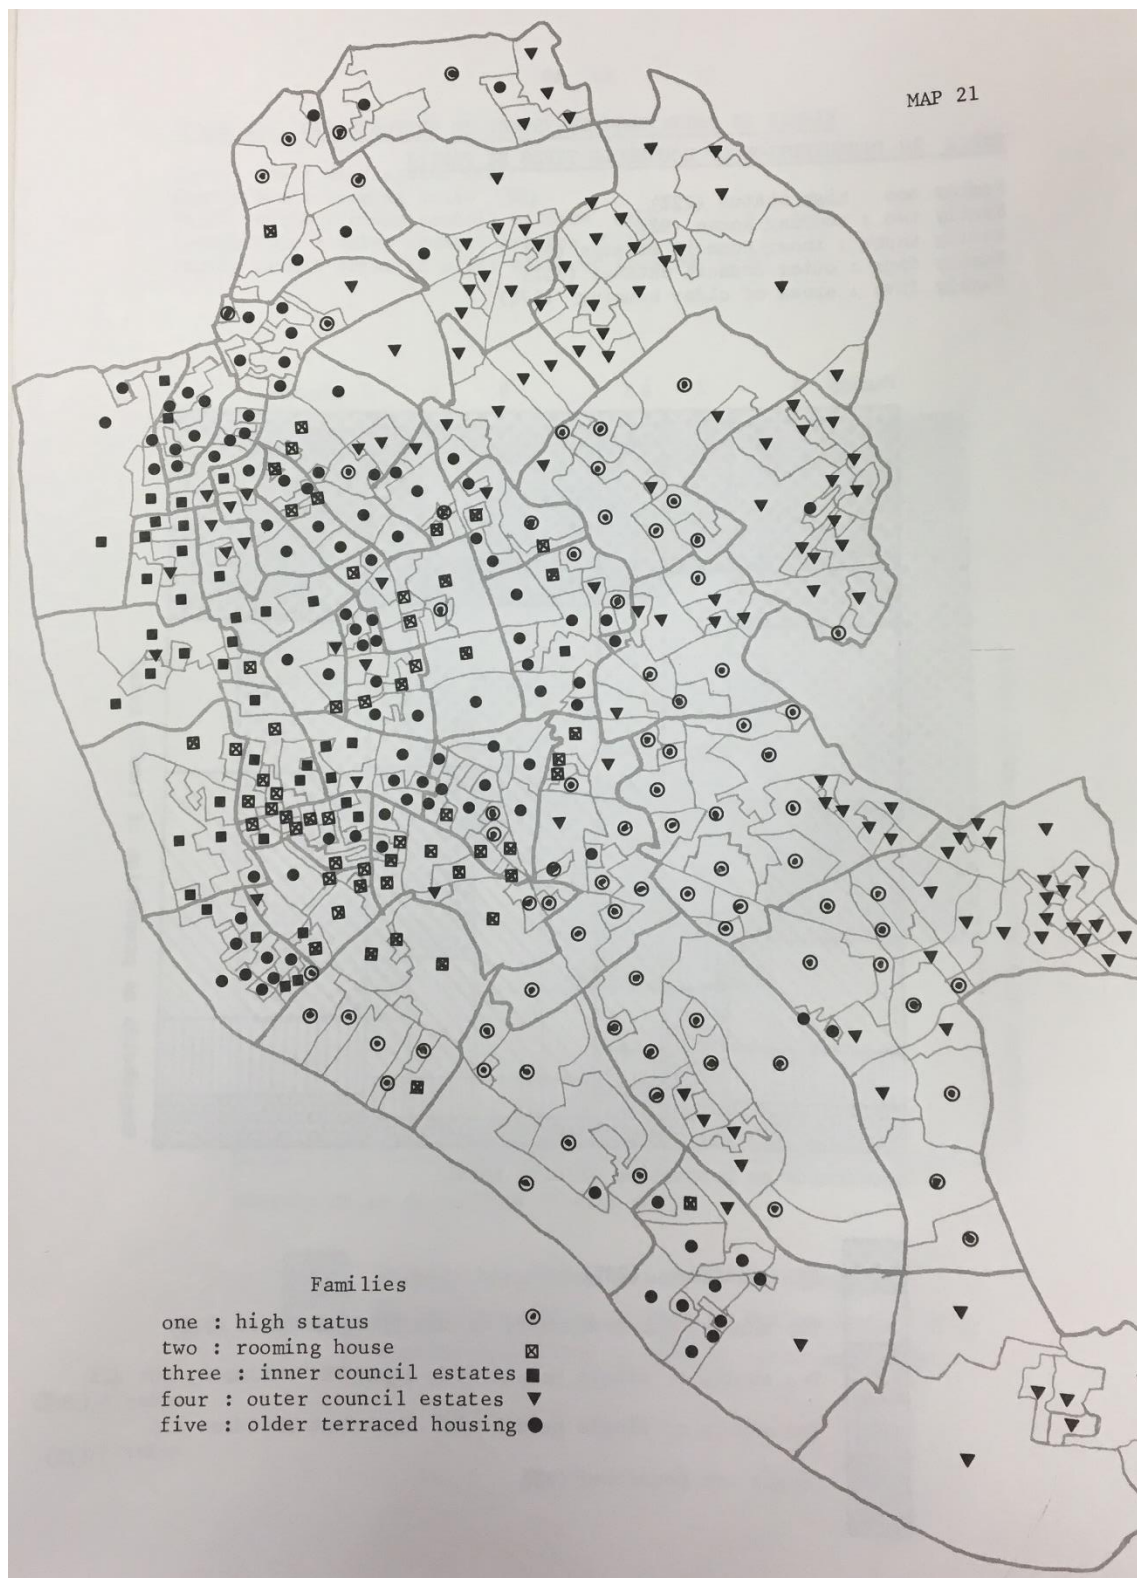 MAP 21
Families
one : high status
two : rooming house
three : inner council estates
four : outer council estates
five : older terraced housing